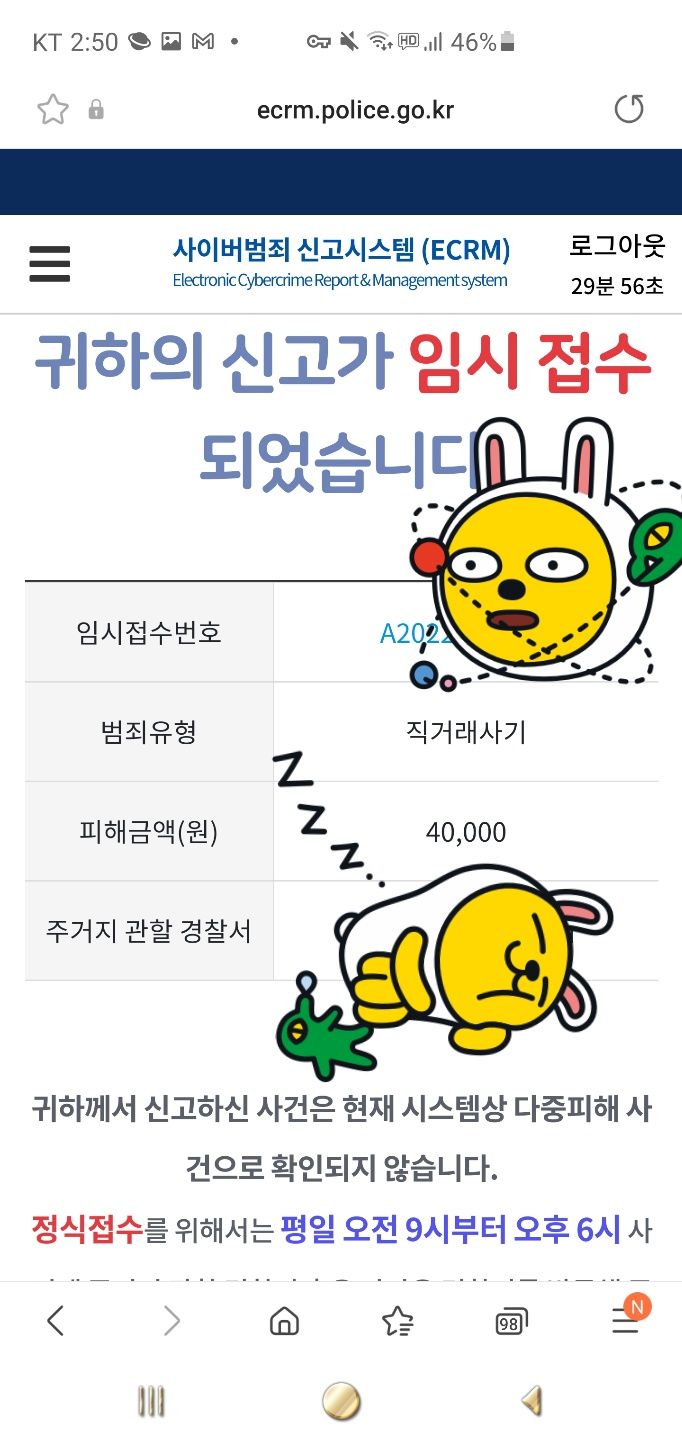 KT 2:50 HD 46%
ecrm.police.go.kr
사이버범죄 신고시스템 (ECRM)
로그아웃
Electronic Cybercrime Report & Management system
29분 56초
귀하의 신고가 임시 접수
되었습니다
임시접수번호 A2022
범죄유형 직거래사기
Z
Z
Z
피해금액(원) 40,000
주거지 관할 경찰서
귀하께서 신고하신 사건은 현재 시스템상 다중피해 사
건으로 확인되지 않습니다.
정식접수를 위해서는 평일 오전 9시부터 오후 6시 사
98
N